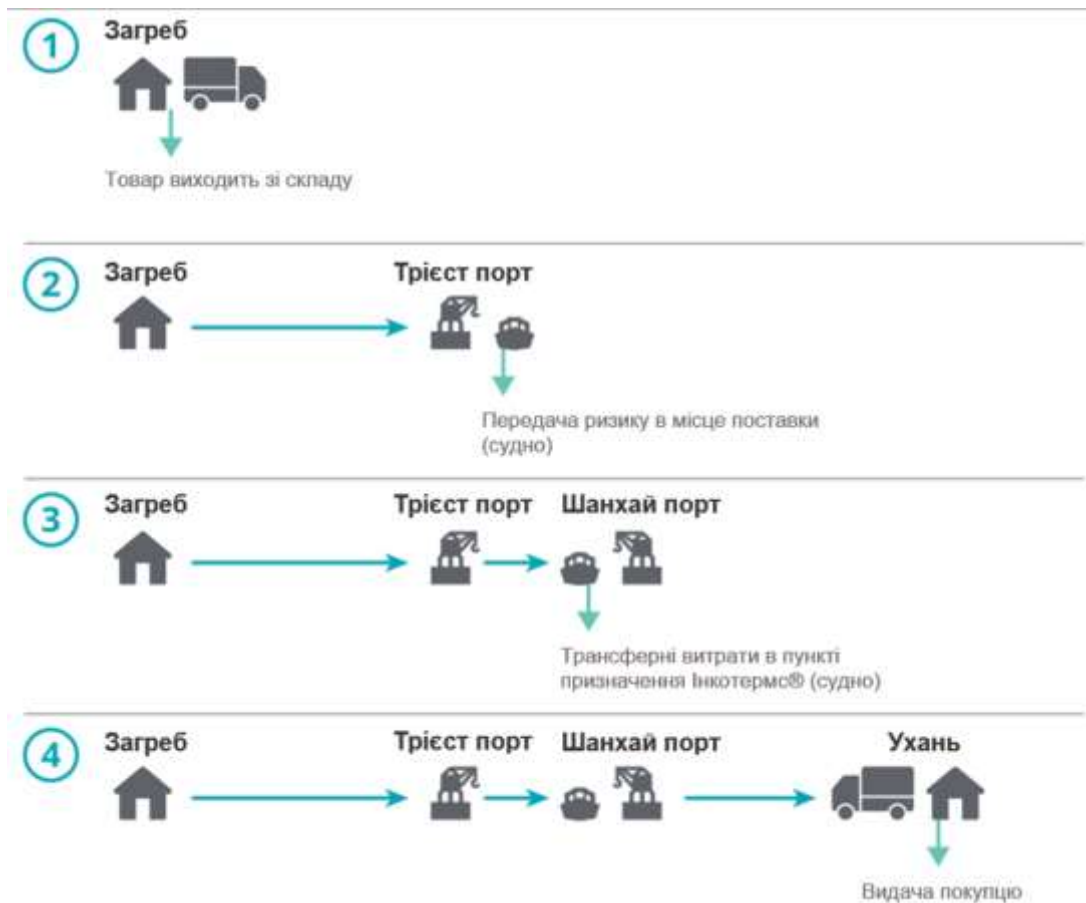 1
Загреб
Товар виходить зі складу
2
Загреб
Трієст порт
Передача ризику в місце поставки
(судно)
3
Загреб
Трієст порт
Шанхай порт
Трансферні витрати в пункті
призначення Інкотермс® (судно)
4
Загреб
Трієст порт
Шанхай порт
Ухань
Видача покупцю